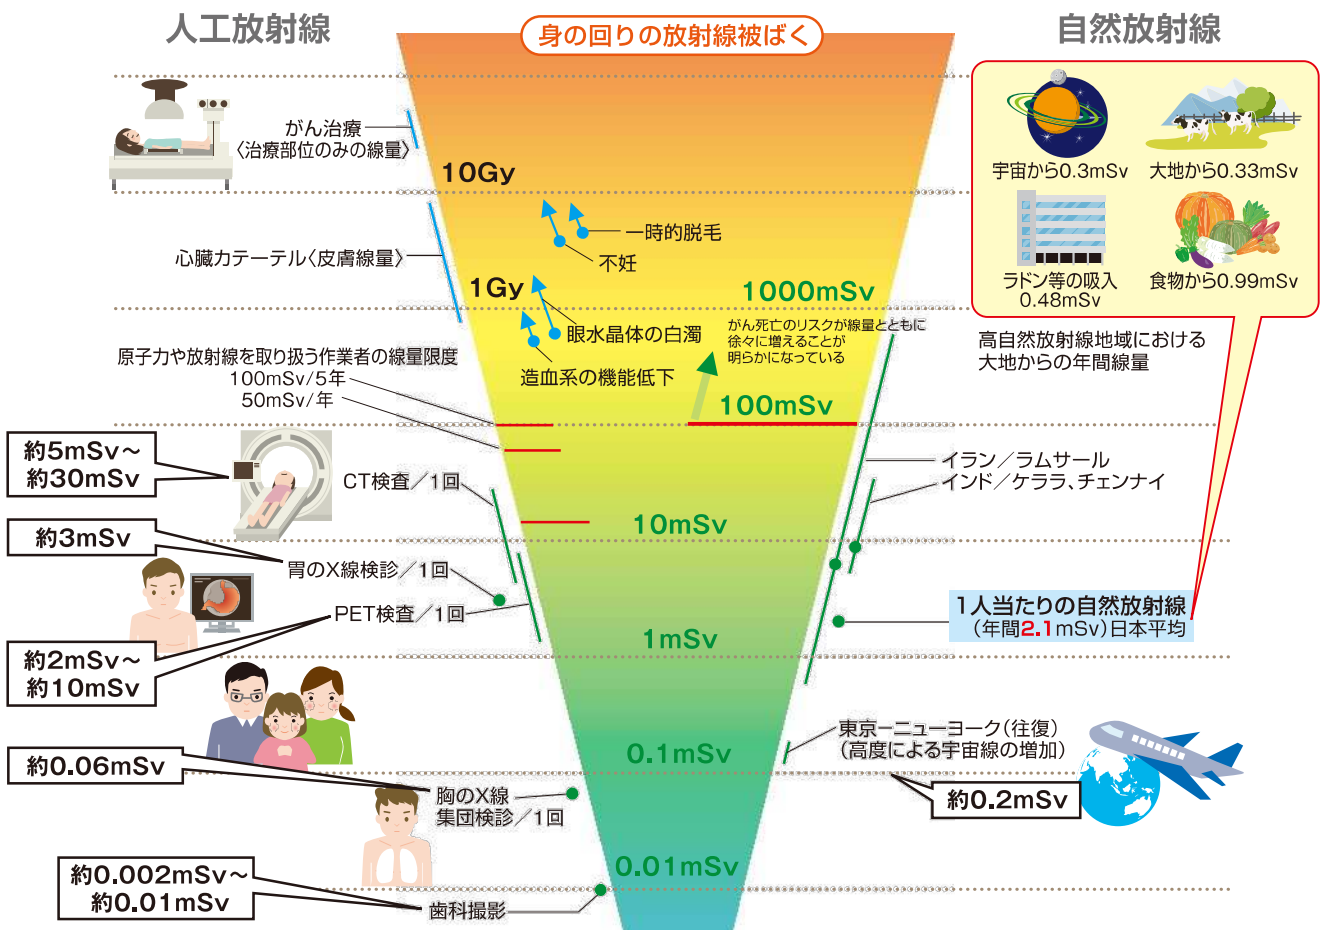 人工放射線
身の回りの放射線被ばく
自然放射線
がん治療
〈治療部位のみの線量〉
10Gy
心臓カテーテル〈皮膚線量〉
一時的脱毛
不妊
1Gy
1000mSv
眼水晶体の白濁
がん死亡のリスクが線量とともに
徐々に増えることが
明らかになっている
造血系の機能低下
原子力や放射線を取り扱う作業者の線量限度
100mSv/5年
50mSv/年
100mSv
宇宙から0.3mSv
大地から0.33mSv
ラドン等の吸入
0.48mSv
食物から0.99mSv
高自然放射線地域における
大地からの年間線量
イラン/ラムサール
インド/ケララ、チェンナイ
約5mSv～
約30mSv
CT検査/1回
10mSv
約3mSv
胃のX線検診/1回
PET検査/1回
1人当たりの自然放射線
(年間2.1mSv)日本平均
約2mSv～
約10mSv
1mSv
0.1mSv
東京ーニューヨーク(往復)
(高度による宇宙線の増加)
約0.2mSv
約0.06mSv
胸のX線
集団検診/1回
0.01mSv
約0.002mSv～
約0.01mSv
歯科撮影